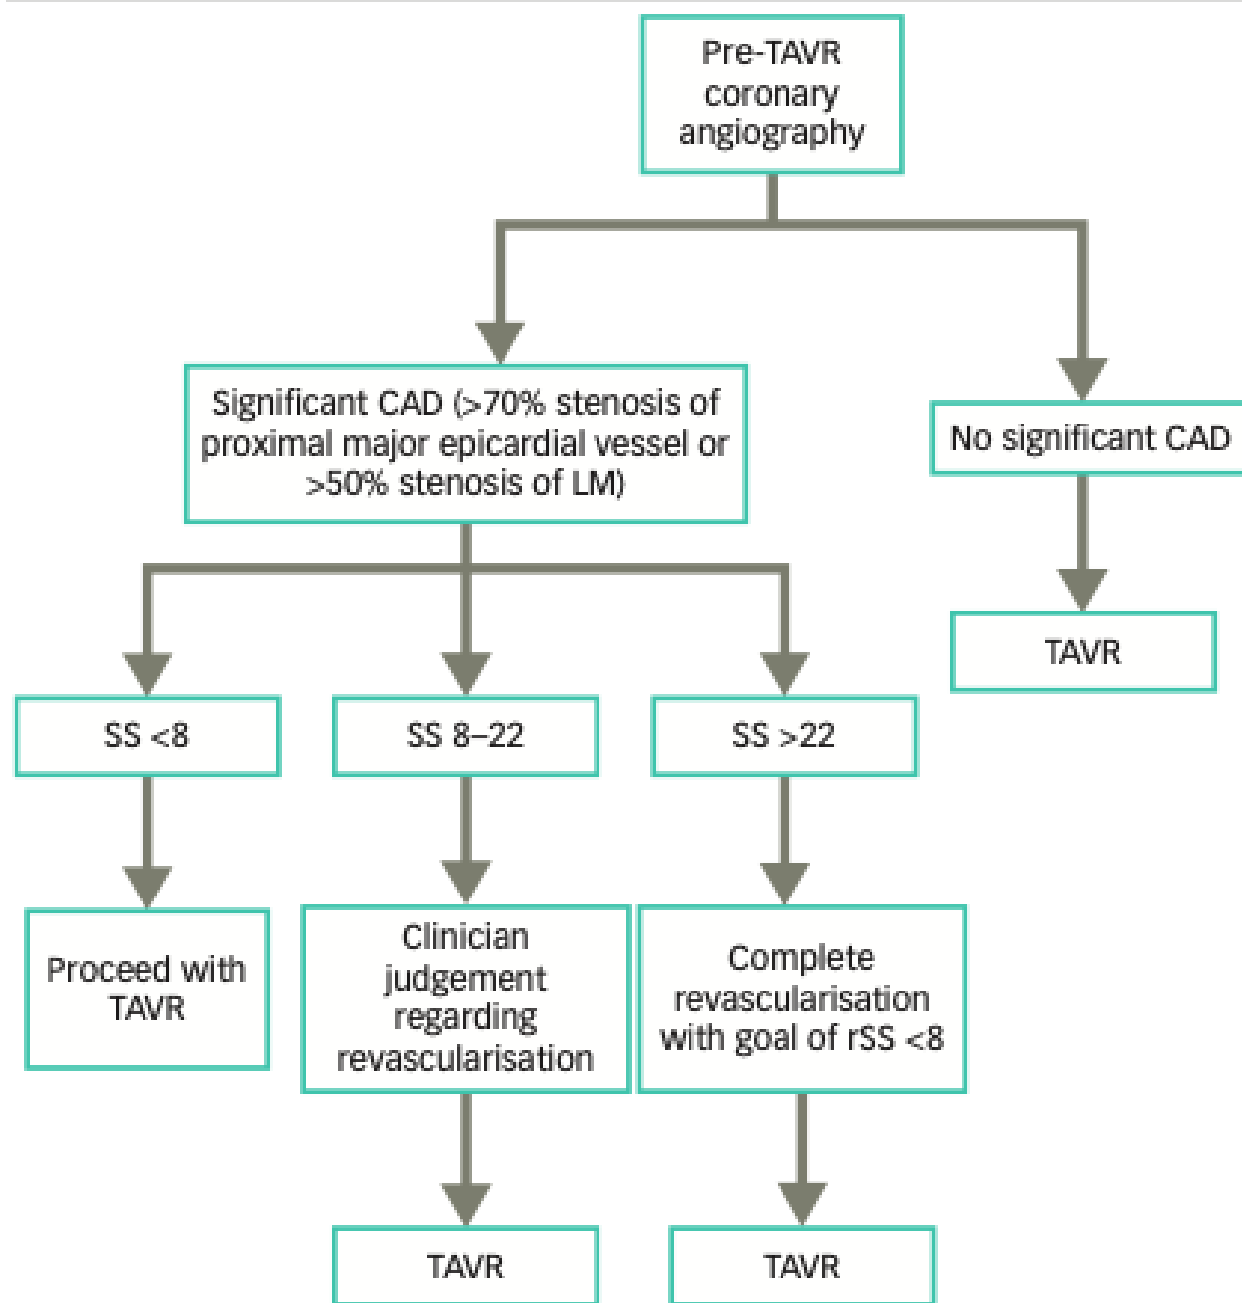 Pre-TAVR
coronary
angiography
Significant CAD (>70% stenosis of
proximal major epicardial vessel or
>50% stenosis of LM)
No significant CAD
TAVR
SS <8
SS 8–22
SS >22
Proceed with
TAVR
Clinician
judgement
regarding
revascularisation
Complete
revascularisation
with goal of rSS <8
TAVR
TAVR